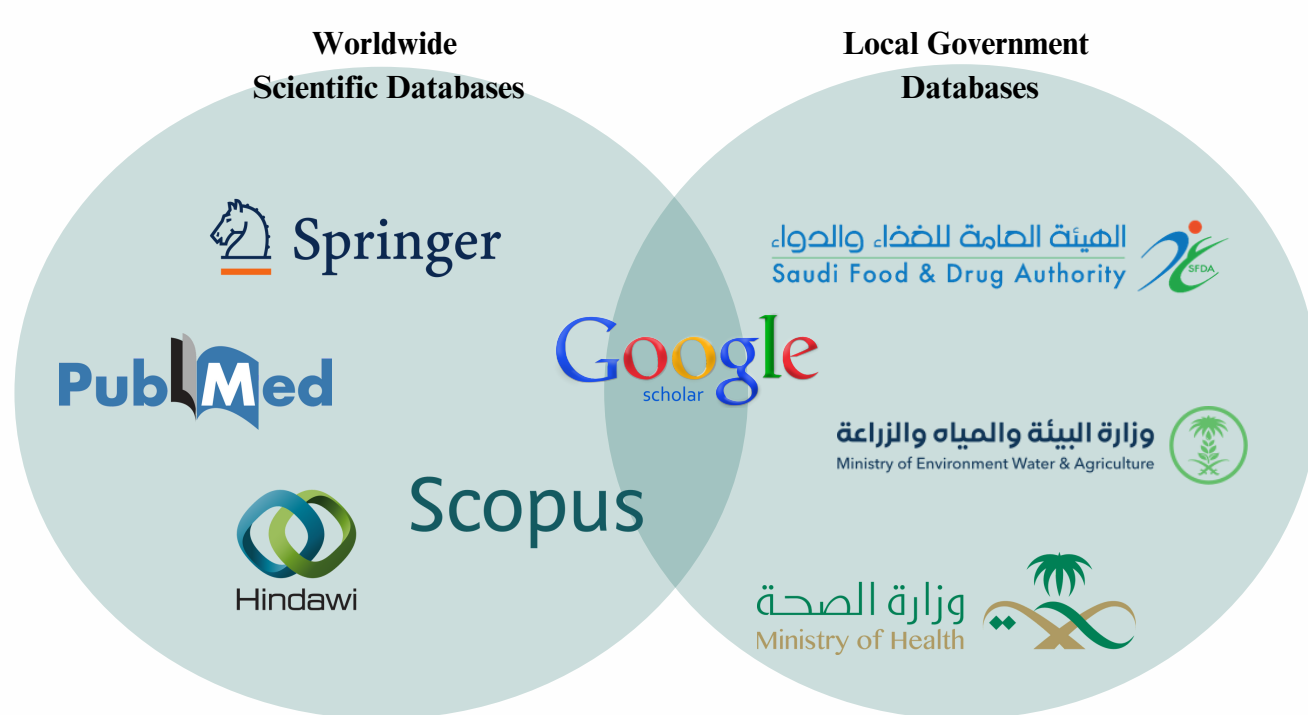 Worldwide
Scientific Databases
Local Government
Databases
Springer
PubMed
Hindawi
Scopus
Google
scholar
الهيئة العامة للغذاء والدواء
Saudi Food & Drug Authority
SFDA
وزارة البيئة والمياه والزراعة
Ministry of Environment Water & Agriculture
وزارة الصحة
Ministry of Health